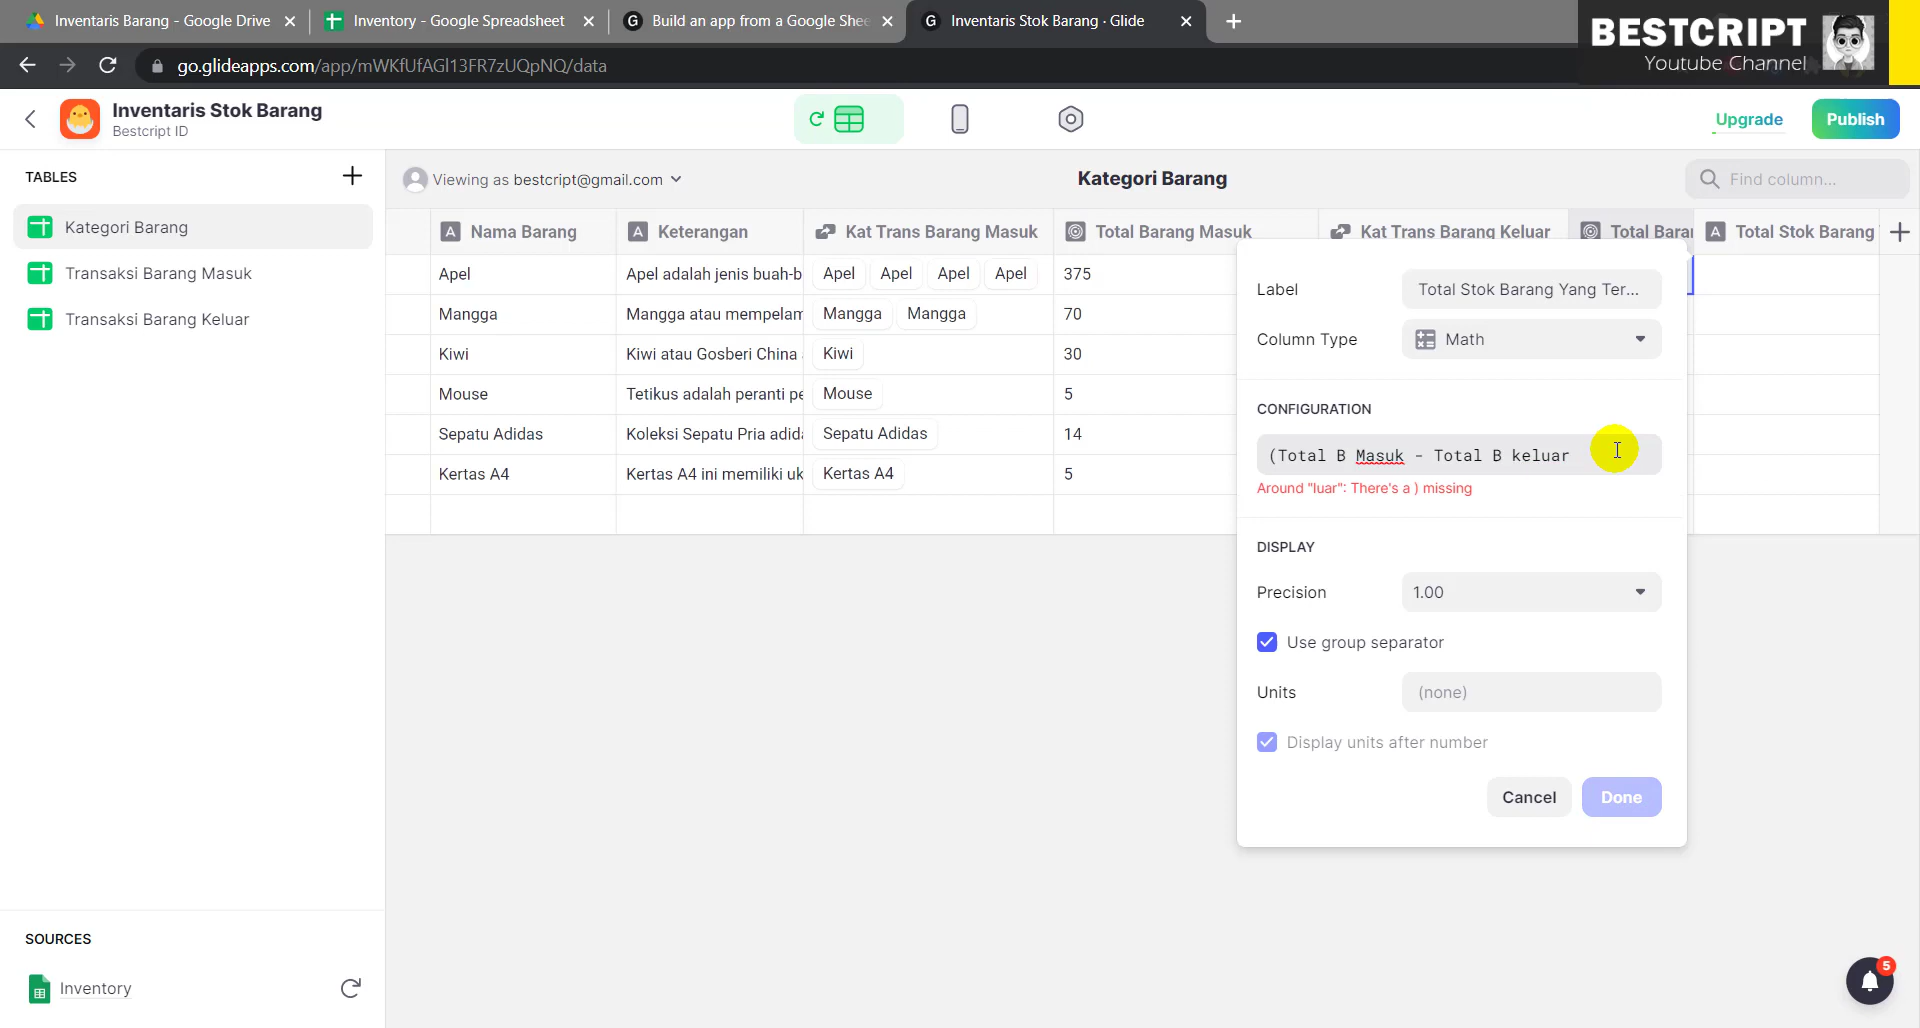 Inventaris Barang - Google Drive
Inventory - Google Spreadsheet
Build an app from a Google Shee
Inventaris Stok Barang · Glide
BESTCRIPT
Youtube Channel
go.glideapps.com/app/mWKfUfAGl13FR7zUQpNQ/data
Inventaris Stok Barang
Bestcript ID
Upgrade
Publish
TABLES
Viewing as bestcript@gmail.com
Kategori Barang
Find column...
Kategori Barang
Transaksi Barang Masuk
Transaksi Barang Keluar
Nama Barang Keterangan Kat Trans Barang Masuk Total Barang Masuk Kat Trans Barang Keluar Total Baran Total Stok Barang
Apel Apel adalah jenis buah-b Apel Apel Apel Apel 375
Mangga Mangga atau mempelam Mangga Mangga 70
Kiwi Kiwi atau Gosberi China Kiwi 30
Mouse Tetikus adalah peranti pe Mouse 5
Sepatu Adidas Koleksi Sepatu Pria adida Sepatu Adidas 14
Kertas A4 Kertas A4 ini memiliki uk Kertas A4 5
Label Total Stok Barang Yang Ter...
Column Type Math
CONFIGURATION
(Total B Masuk - Total B keluar
Around "luar": There's a ) missing
DISPLAY
Precision 1.00
Use group separator
Units (none)
Display units after number
Cancel Done
SOURCES
Inventory
5